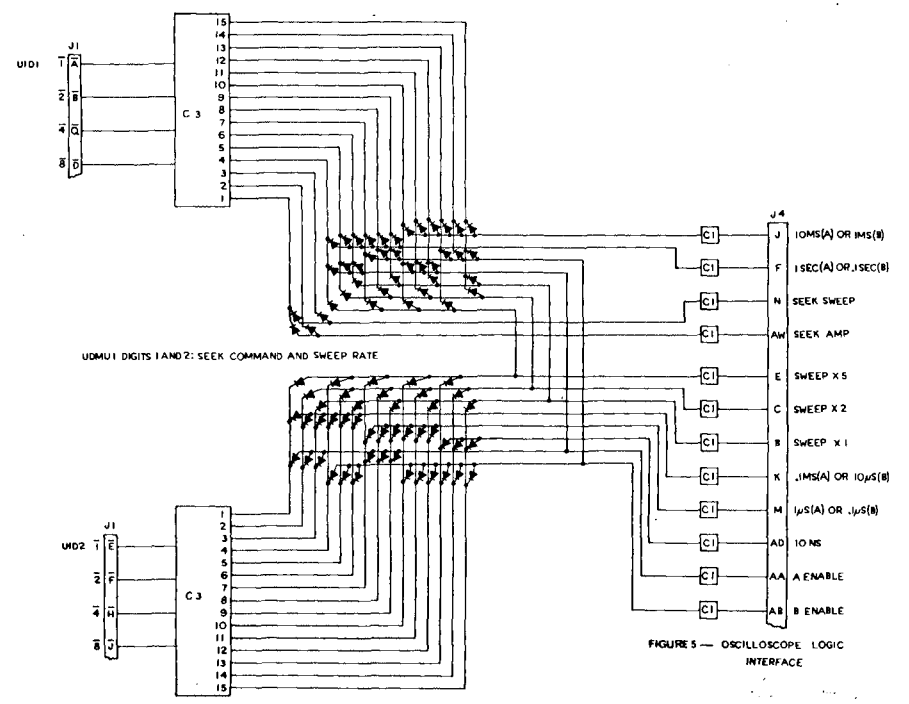 J1
UID1
1 A
2 B
4 Q
8 D
C3
15
14
13
12
11
10
9
8
7
6
5
4
3
2
1
J4
C1 J 10MS(A) OR 1MS(B)
C1 F 1SEC(A) OR .1SEC(B)
C1 N SEEK SWEEP
C1 AW SEEK AMP
UDMU1 DIGITS 1 AND 2: SEEK COMMAND AND SWEEP RATE
C1 E SWEEP X 5
C1 C SWEEP X 2
C1 B SWEEP X 1
C1 K .1MS(A) OR 10μS(B)
C1 M 1μS(A) OR .1μS(B)
C1 AD 10 NS
C1 AA A ENABLE
C1 AB B ENABLE
J1
UID2
1 E
2 F
4 H
8 J
C3
1
2
3
4
5
6
7
8
9
10
11
12
13
14
15
FIGURE 5 — OSCILLOSCOPE LOGIC
INTERFACE